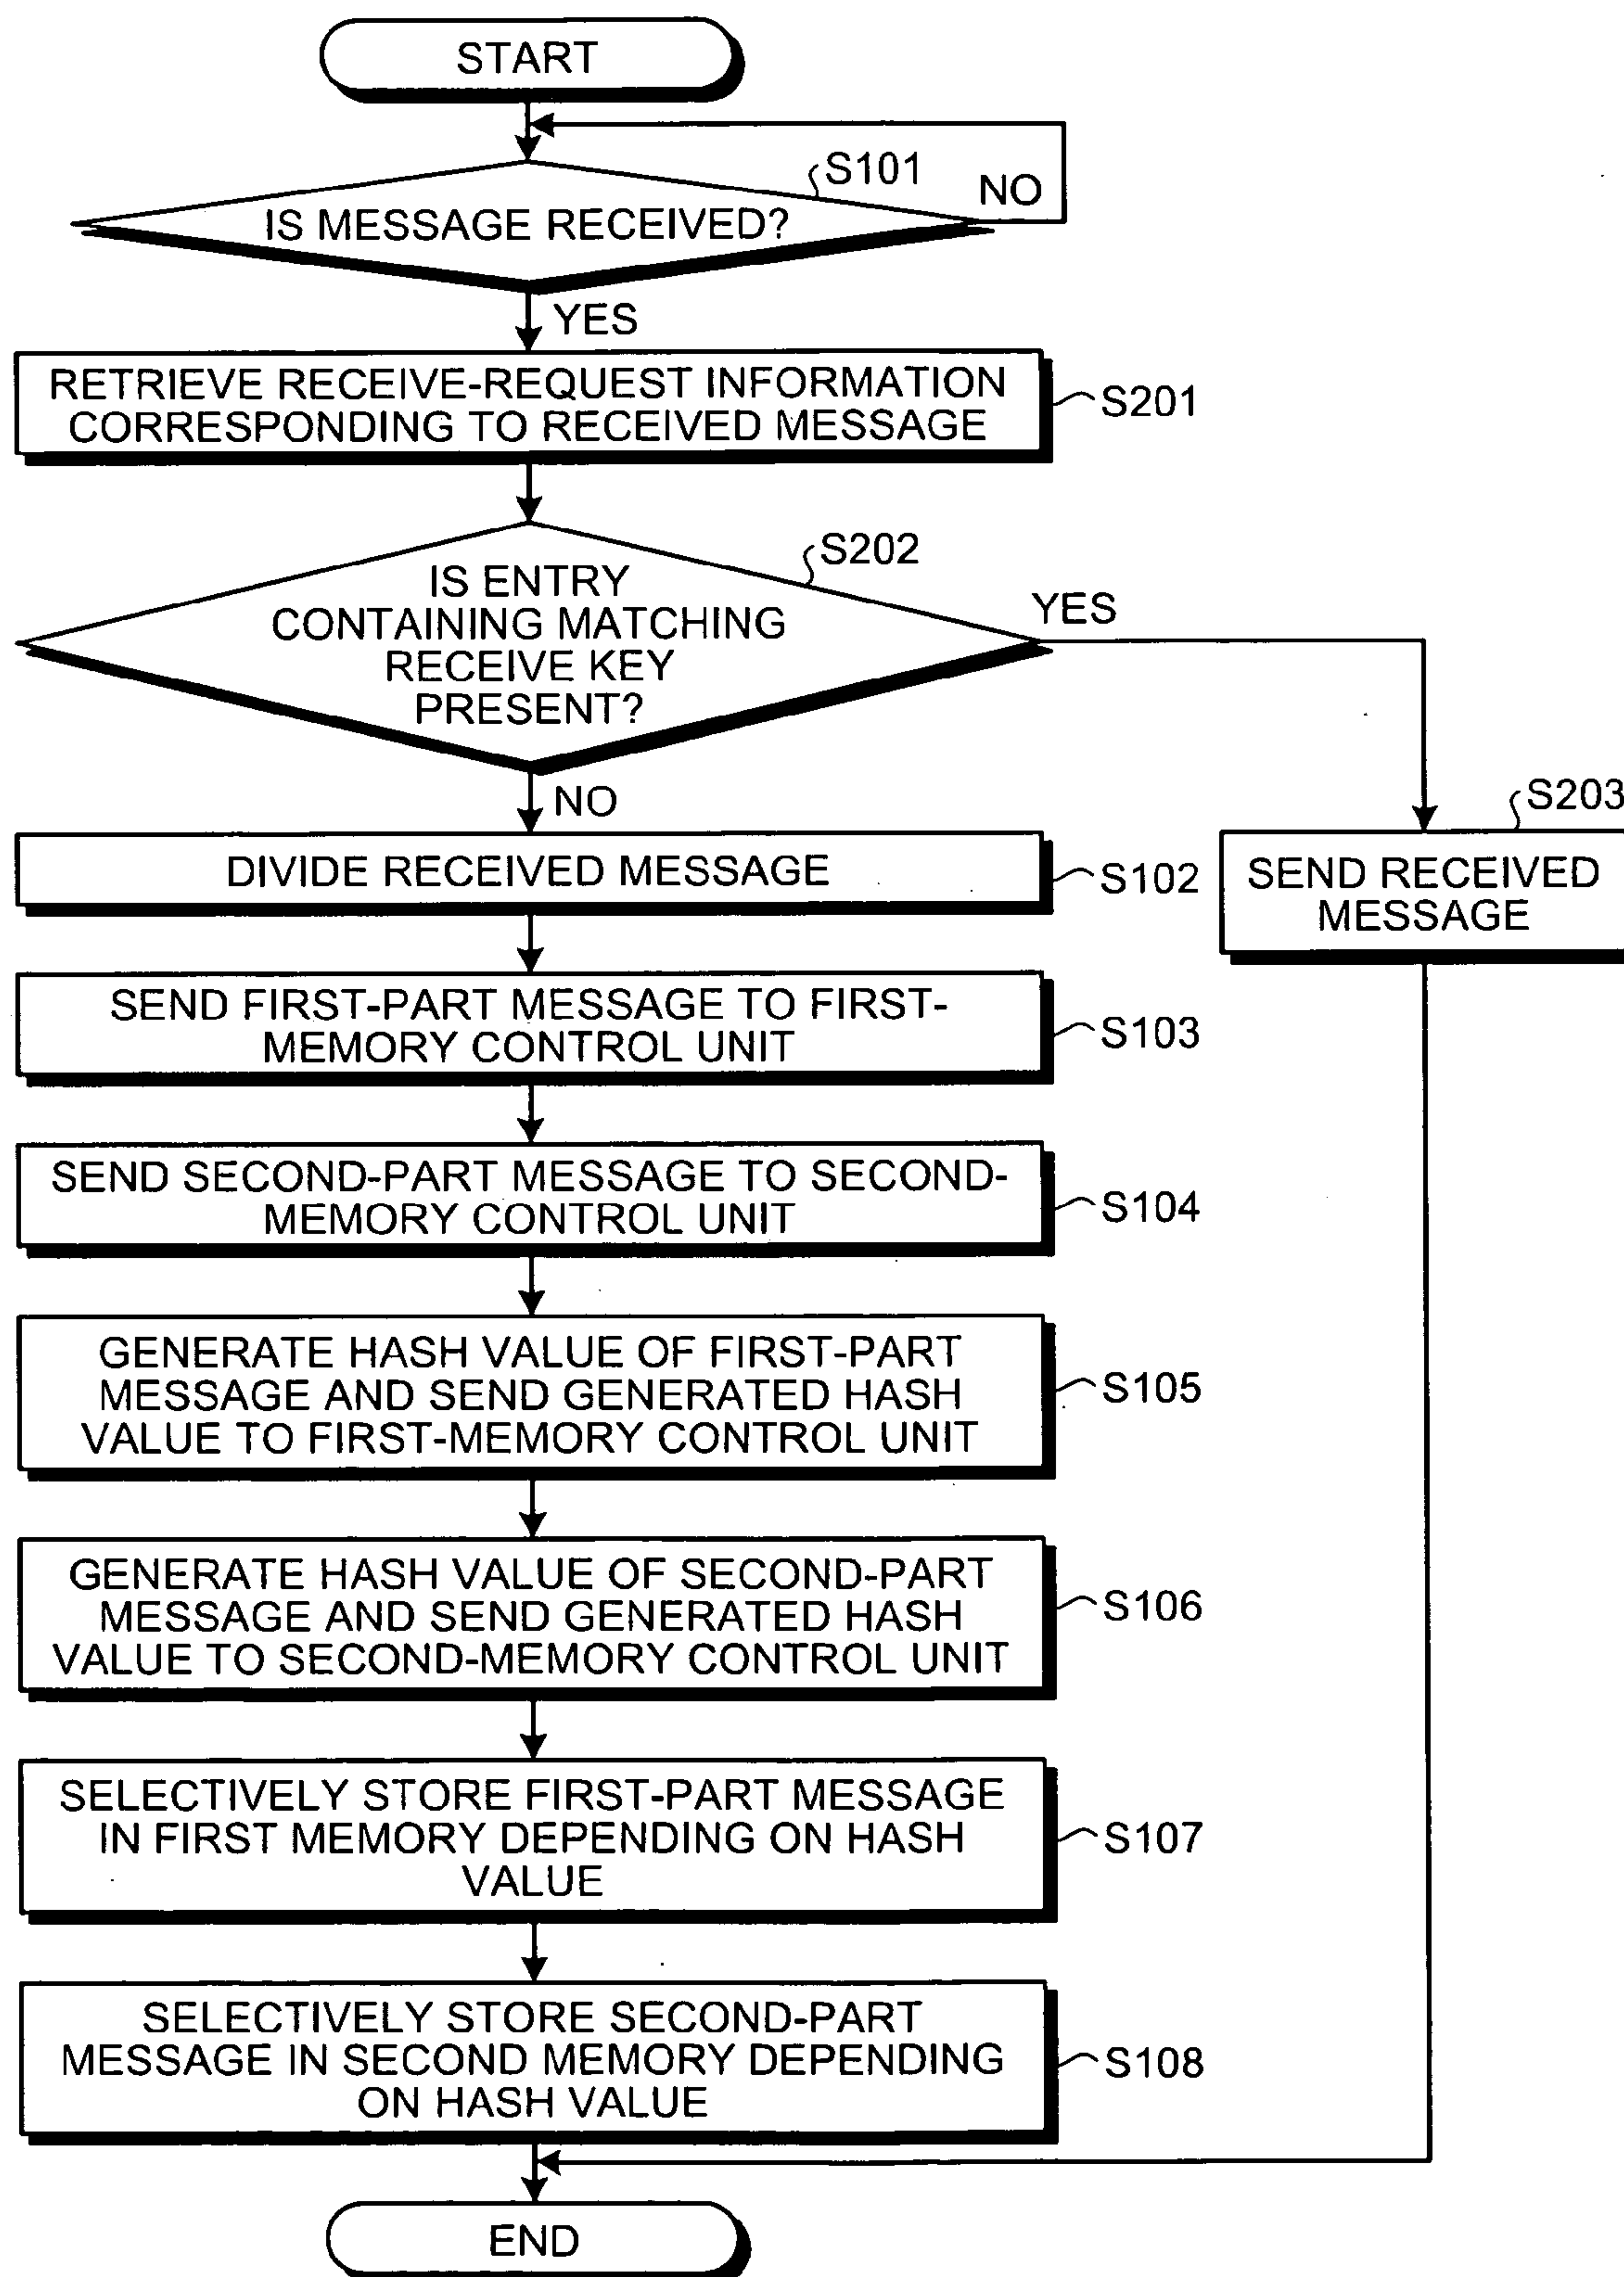 START
S101
NO
IS MESSAGE RECEIVED?
YES
RETRIEVE RECEIVE-REQUEST INFORMATION
CORRESPONDING TO RECEIVED MESSAGE
S201
S202
IS ENTRY
CONTAINING MATCHING
RECEIVE KEY
PRESENT?
YES
NO
S203
SEND RECEIVED
MESSAGE
DIVIDE RECEIVED MESSAGE
S102
SEND FIRST-PART MESSAGE TO FIRST-
MEMORY CONTROL UNIT
S103
SEND SECOND-PART MESSAGE TO SECOND-
MEMORY CONTROL UNIT
S104
GENERATE HASH VALUE OF FIRST-PART
MESSAGE AND SEND GENERATED HASH
VALUE TO FIRST-MEMORY CONTROL UNIT
S105
GENERATE HASH VALUE OF SECOND-PART
MESSAGE AND SEND GENERATED HASH
VALUE TO SECOND-MEMORY CONTROL UNIT
S106
SELECTIVELY STORE FIRST-PART MESSAGE
IN FIRST MEMORY DEPENDING ON HASH
VALUE
S107
SELECTIVELY STORE SECOND-PART
MESSAGE IN SECOND MEMORY DEPENDING
ON HASH VALUE
S108
END